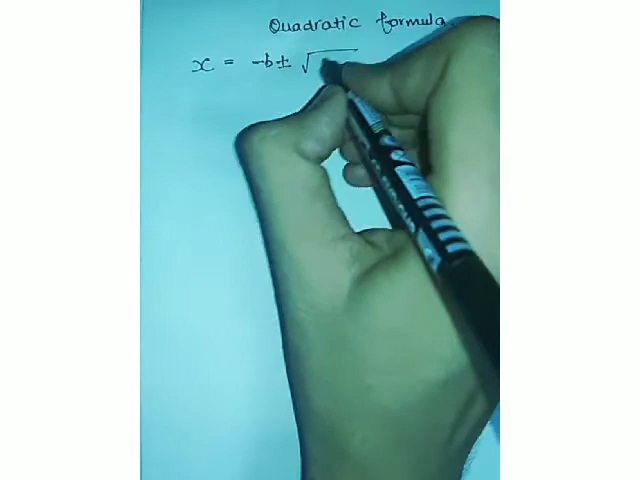 Quadratic formula
x = -b ± √